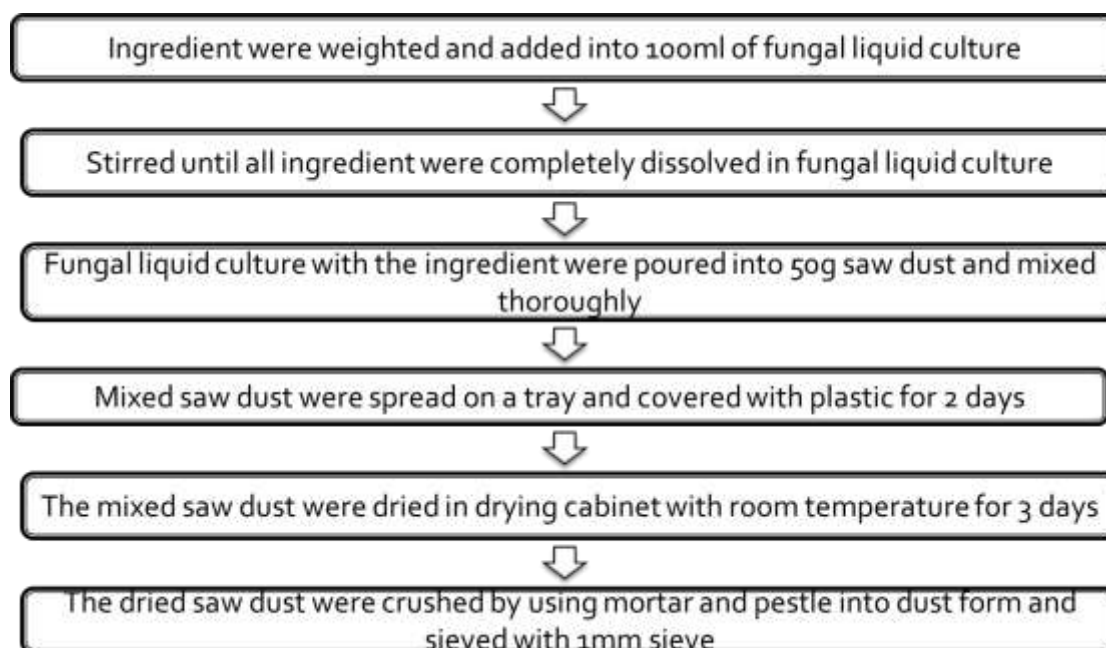 Ingredient were weighted and added into 100ml of fungal liquid culture
Stirred until all ingredient were completely dissolved in fungal liquid culture
Fungal liquid culture with the ingredient were poured into 50g saw dust and mixed
thoroughly
Mixed saw dust were spread on a tray and covered with plastic for 2 days
The mixed saw dust were dried in drying cabinet with room temperature for 3 days
The dried saw dust were crushed by using mortar and pestle into dust form and
sieved with 1mm sieve